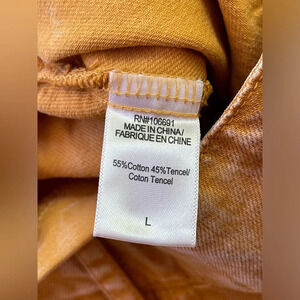 RN#106691
MADE IN CHINA/
FABRIQUE EN CHINE
55%Cotton 45%Tencel/
Coton Tencel
L